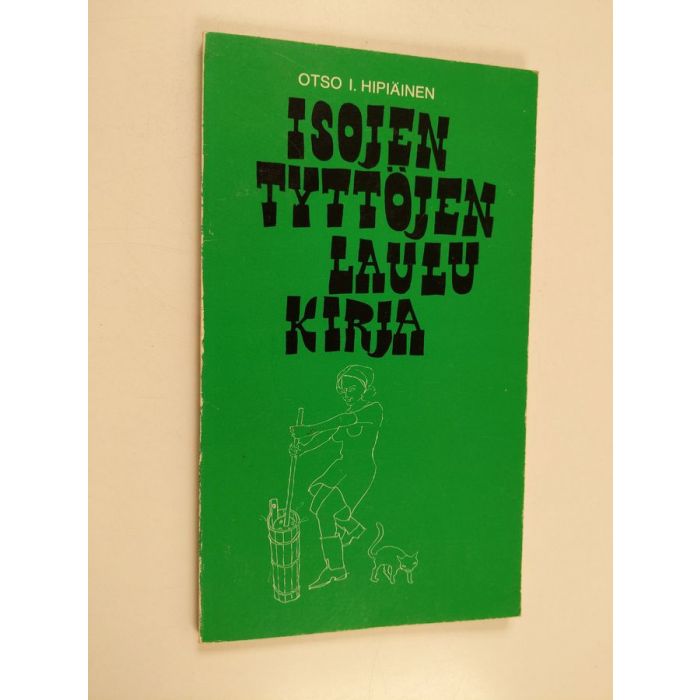 OTSO I. HIPIÄINEN
ISOJEN
TYTTÖJEN
LAULU
KIRJA